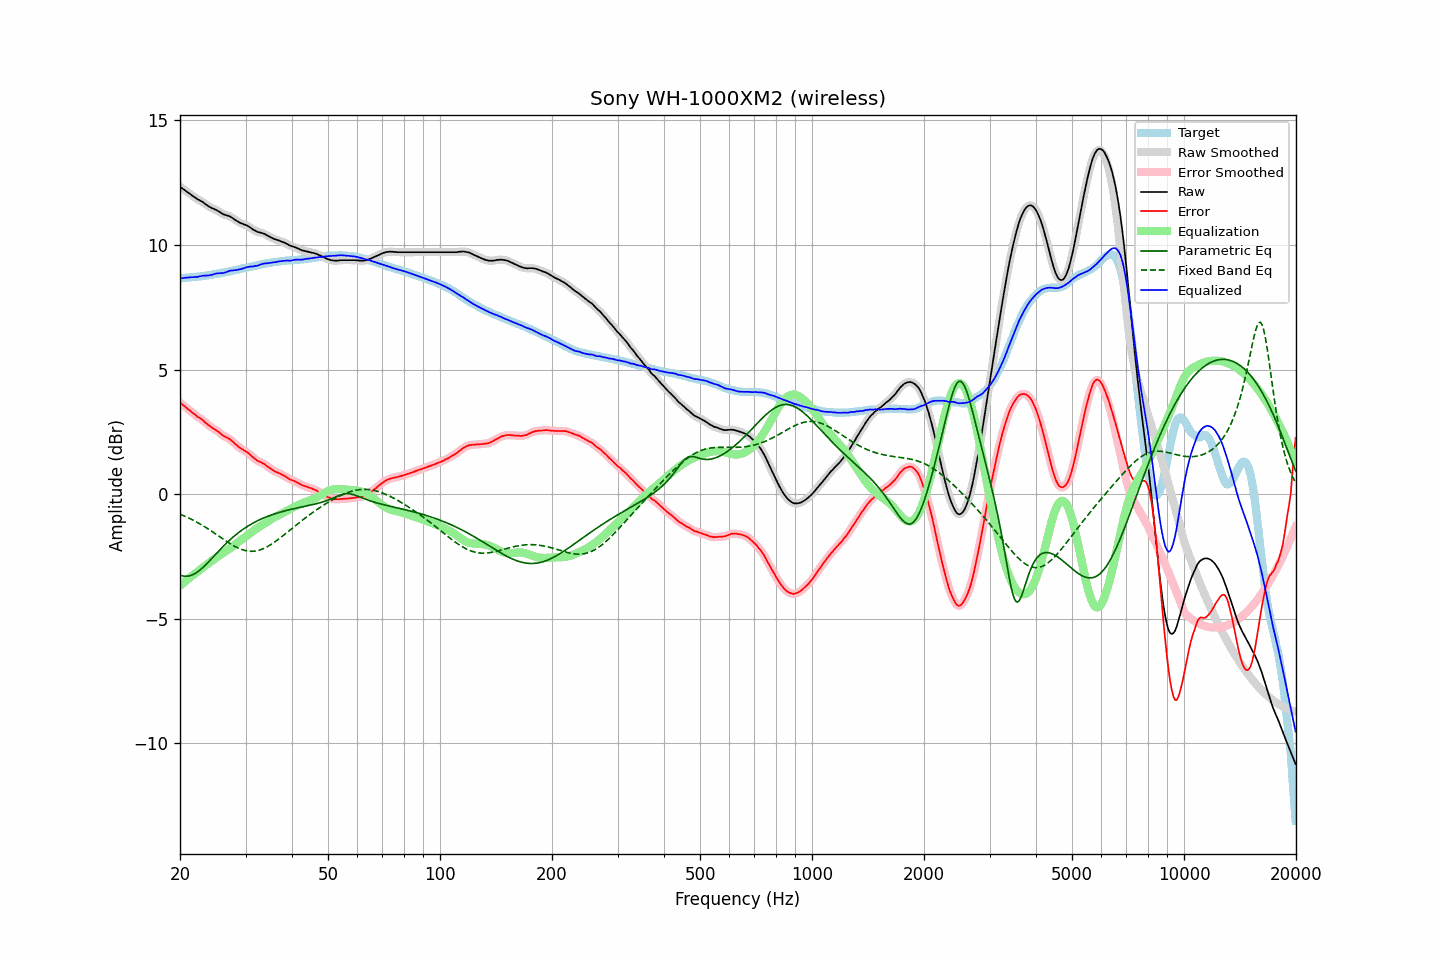 Sony WH-1000XM2 (wireless)
15
10
5
0
−5
−10
Amplitude (dBr)
Target
Raw Smoothed
Error Smoothed
Raw
Error
Equalization
Parametric Eq
Fixed Band Eq
Equalized
20 50 100 200 500 1000 2000 5000 10000 20000
Frequency (Hz)